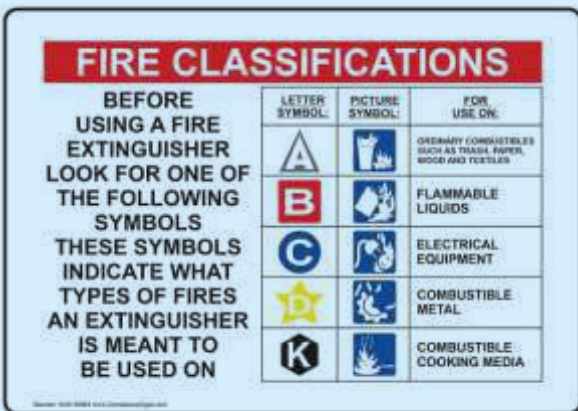 FIRE CLASSIFICATIONS
BEFORE
USING A FIRE
EXTINGUISHER
LOOK FOR ONE OF
THE FOLLOWING
SYMBOLS
THESE SYMBOLS
INDICATE WHAT
TYPES OF FIRES
AN EXTINGUISHER
IS MEANT TO
BE USED ON
LETTER
SYMBOL:
PICTURE
SYMBOL:
FOR
USE ON:
A
ORDINARY COMBUSTIBLES
SUCH AS TRASH, PAPER,
WOOD AND TEXTILES
B
FLAMMABLE
LIQUIDS
C
ELECTRICAL
EQUIPMENT
D
COMBUSTIBLE
METAL
K
COMBUSTIBLE
COOKING MEDIA